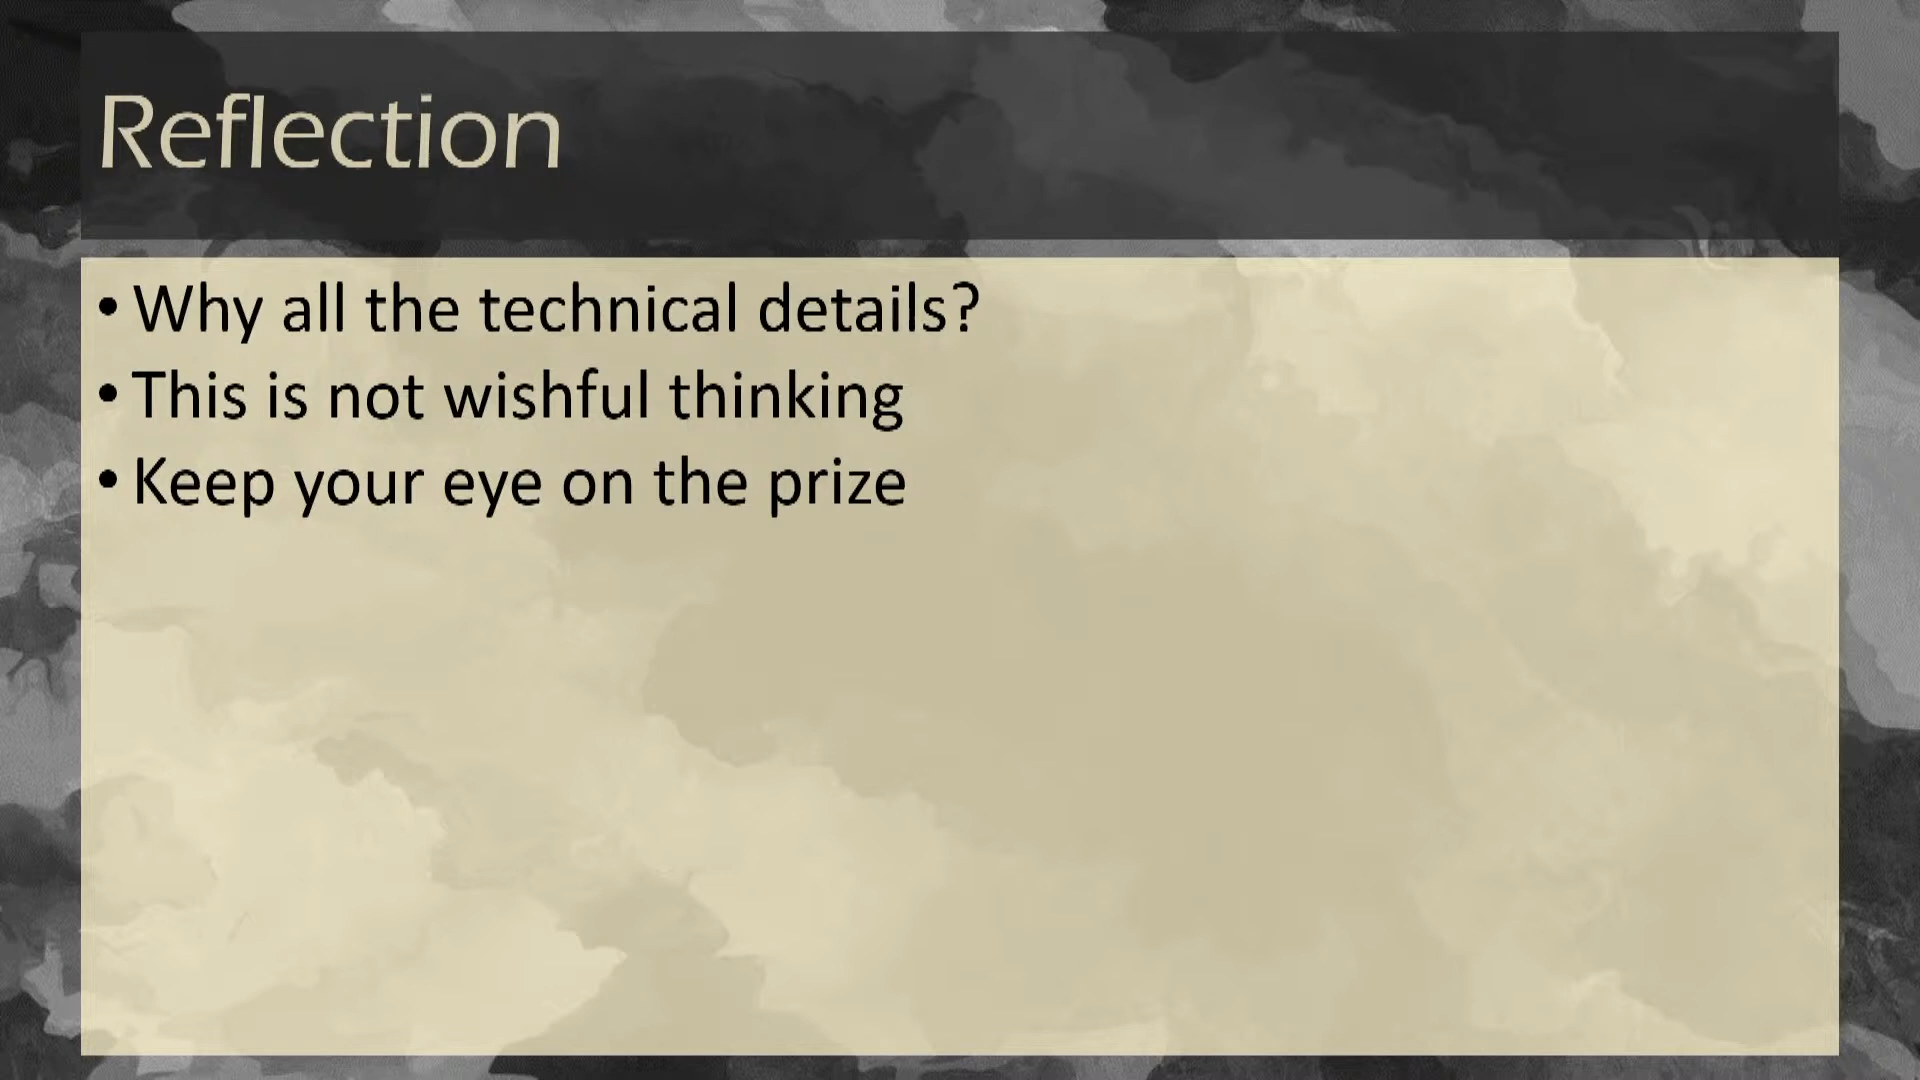 Reflection
• Why all the technical details?
• This is not wishful thinking
• Keep your eye on the prize